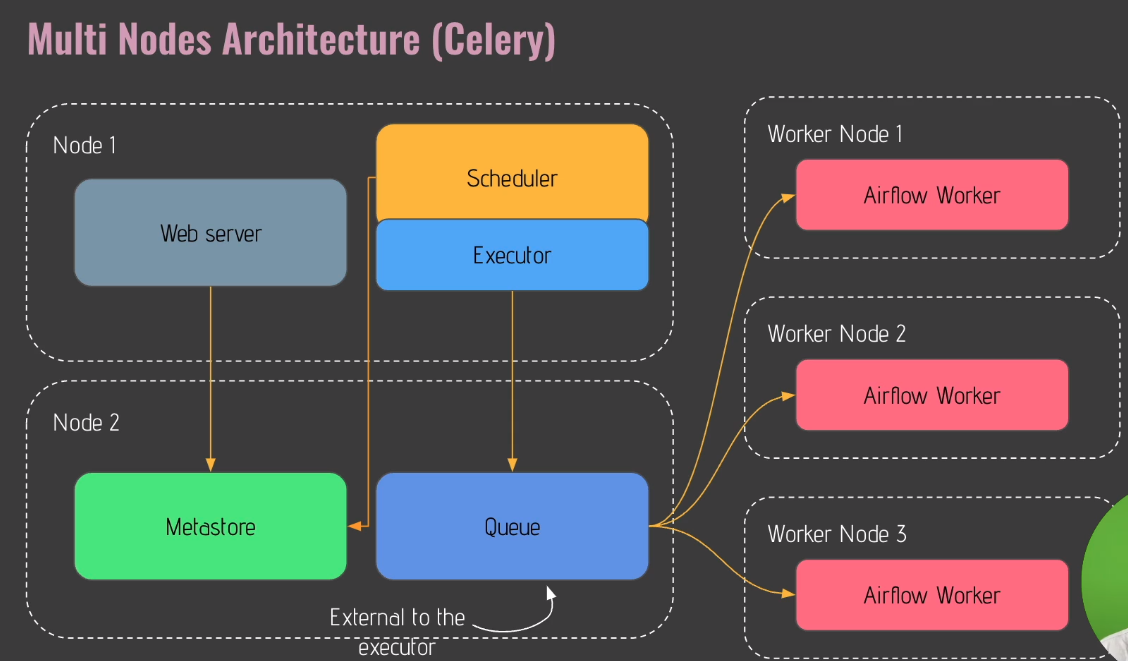 Multi Nodes Architecture (Celery)
Node 1
Web server
Scheduler
Executor
Node 2
Metastore
Queue
External to the
executor
Worker Node 1
Airflow Worker
Worker Node 2
Airflow Worker
Worker Node 3
Airflow Worker